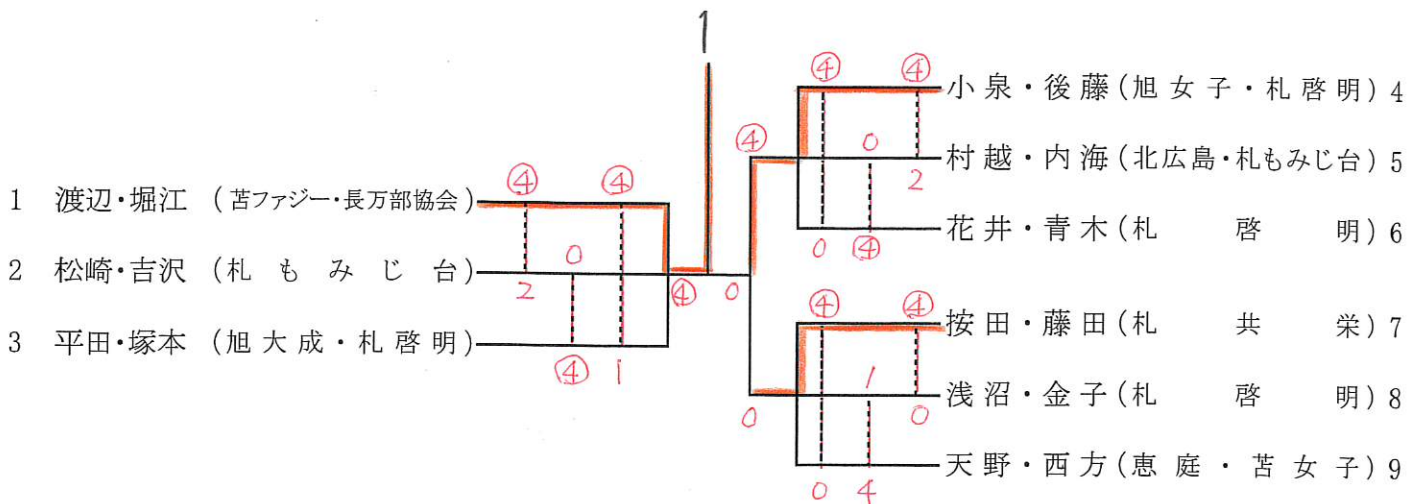 1
④ ④
小泉・後藤(旭女子・札啓明) 4
④ 0
村越・内海(北広島・札もみじ台) 5
2
④ ④
1 渡辺・堀江 (苫ファジー・長万部協会)
花井・青木(札啓明) 6
0 ④
0
2 松崎・吉沢 (札もみじ台)
2 ④ 0
④ ④
按田・藤田(札共栄) 7
3 平田・塚本 (旭大成・札啓明)
④ 1
1
浅沼・金子(札啓明) 8
0 0
天野・西方(恵庭・苫女子) 9
0 4